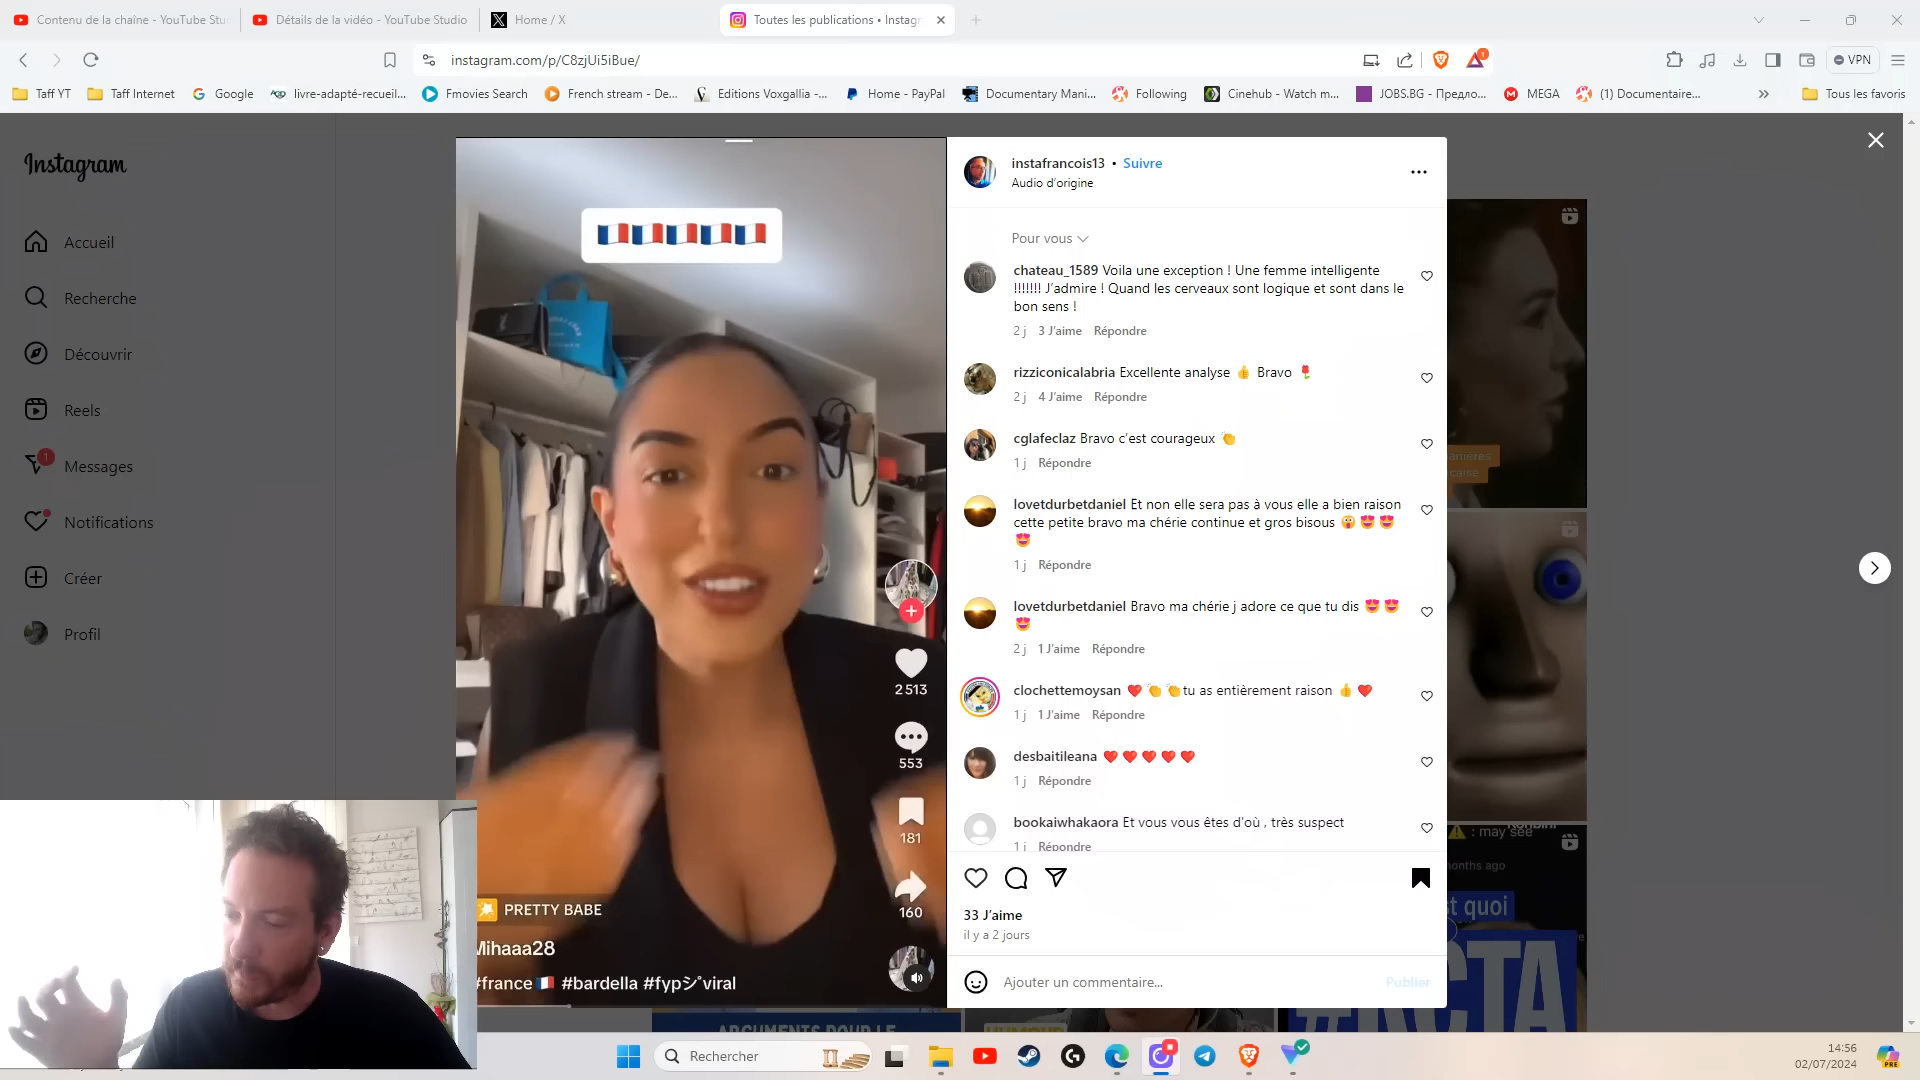 Contenu de la chaîne - YouTube Stu
Détails de la vidéo - YouTube Studio
Home / X
Toutes les publications • Instagr
instagram.com/p/C8zjUi5iBue/
1
VPN
Taff YT
Taff Internet
Google
livre-adapté-recueil...
Fmovies Search
French stream - De...
Editions Voxgallia -...
Home - PayPal
Documentary Mani...
Following
Cinehub - Watch m...
JOBS.BG - Предло...
MEGA
(1) Documentaire...
Tous les favoris
Instagram
Accueil
Recherche
Découvrir
Reels
1
Messages
Notifications
Créer
Profil
2 513
553
181
160
PRETTY BABE
Mihaaa28
#france🇫🇷 #bardella #fypシ゚viral
instafrancois13 • Suivre
Audio d'origine
Pour vous
chateau_1589 Voila une exception ! Une femme intelligente
!!!!!!! J'admire ! Quand les cerveaux sont logique et sont dans le
bon sens !
2 j 3 J'aime Répondre
rizziconicalabria Excellente analyse 👍 Bravo 🌹
2 j 4 J'aime Répondre
cglafeclaz Bravo c'est courageux 👏
1 j Répondre
lovetdurbetdaniel Et non elle sera pas à vous elle a bien raison
cette petite bravo ma chérie continue et gros bisous 😱 😍 😍
😍
1 j Répondre
lovetdurbetdaniel Bravo ma chérie j adore ce que tu dis 😍 😍
😍
2 j 1 J'aime Répondre
clochettemoysan ❤️ 👏 👏 tu as entièrement raison 👍 ❤️
1 j 1 J'aime Répondre
desbaitileana ❤️ ❤️ ❤️ ❤️ ❤️
1 j Répondre
bookaiwhakaora Et vous vous êtes d'où , très suspect
1 j Répondre
33 J'aime
il y a 2 jours
Ajouter un commentaire...
Publier
: may see
months ago
t quoi
ARGUMENTS POUR LE
HUMOUR
Rechercher
14:56
02/07/2024
PRE